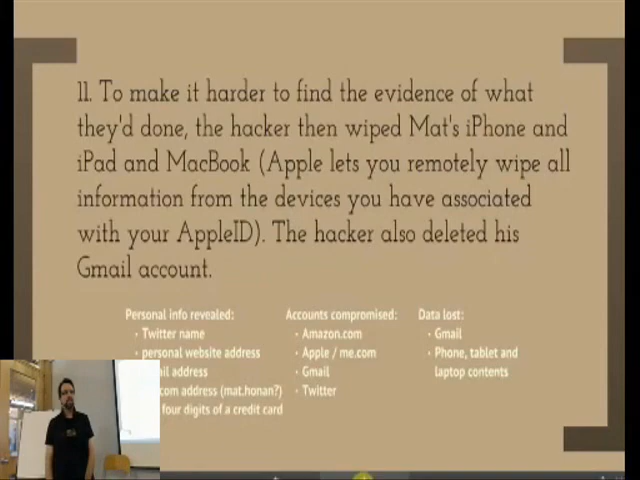 11. To make it harder to find the evidence of what
they'd done, the hacker then wiped Mat's iPhone and
iPad and MacBook (Apple lets you remotely wipe all
information from the devices you have associated
with your AppleID). The hacker also deleted his
Gmail account.
Personal info revealed:
· Twitter name
· personal website address
address
address (mat.honan?)
four digits of a credit card
Accounts compromised:
· Amazon.com
· Apple / me.com
· Gmail
· Twitter
Data lost:
· Gmail
· Phone, tablet and
laptop contents